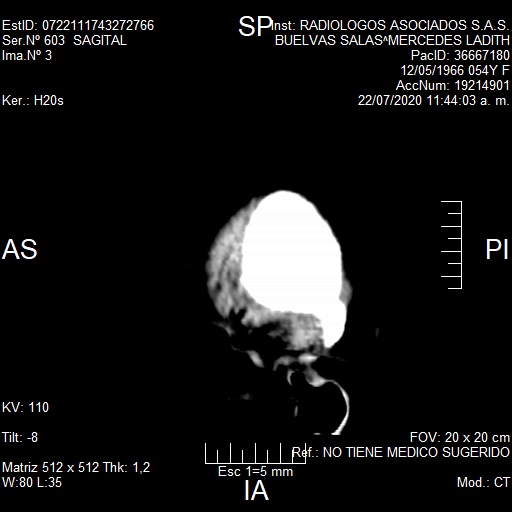 EstID: 0722111743272766
Ser.Nº 603 SAGITAL
Ima.Nº 3
Ker.: H20s
SP
Inst: RADIOLOGOS ASOCIADOS S.A.S.
BUELVAS SALAS^MERCEDES LADITH
PacID: 36667180
12/05/1966 054Y F
AccNum: 19214901
22/07/2020 11:44:03 a. m.
AS
PI
KV: 110
Tilt: -8
Matriz 512 x 512 Thk: 1,2
W:80 L:35
Esc 1=5 mm
IA
FOV: 20 x 20 cm
Ref.: NO TIENE MEDICO SUGERIDO
Mod.: CT